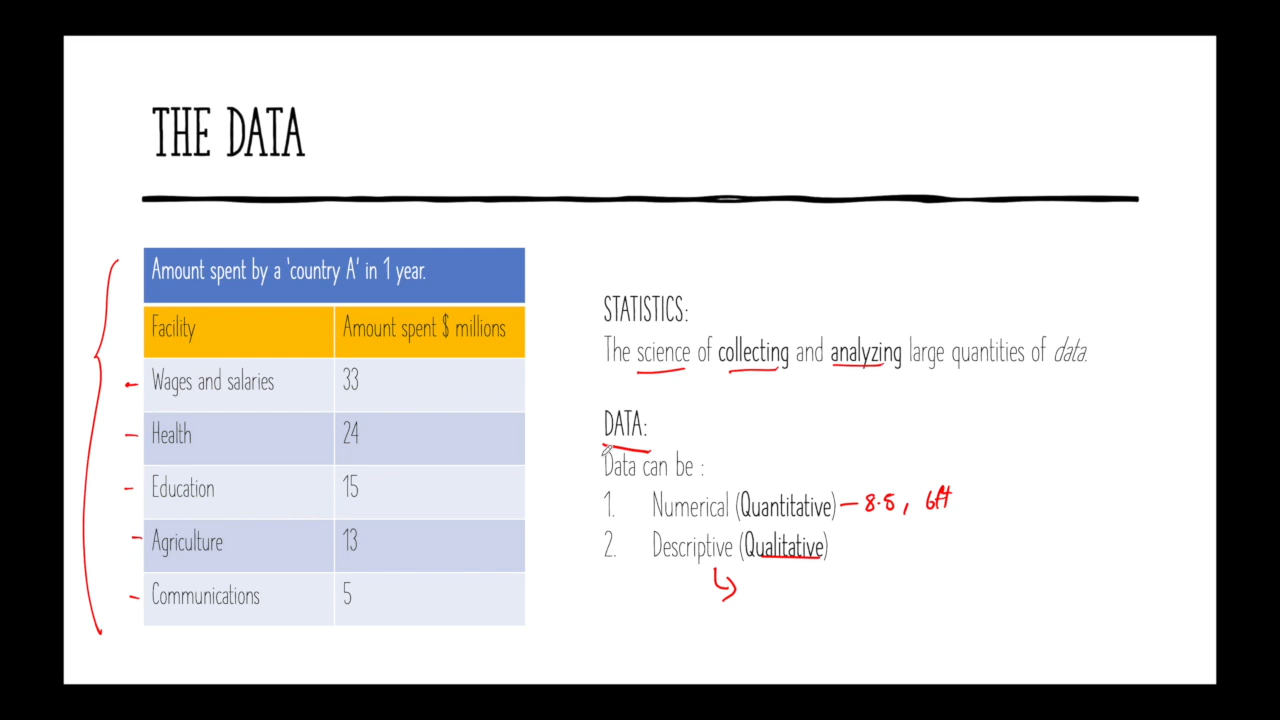 THE DATA
Amount spent by a 'country A' in 1 year.
Facility Amount spent $ millions
Wages and salaries 33
Health 24
Education 15
Agriculture 13
Communications 5
STATISTICS:
The science of collecting and analyzing large quantities of data.
DATA:
Data can be :
1. Numerical (Quantitative) – 8.5, 6ft
2. Descriptive (Qualitative)